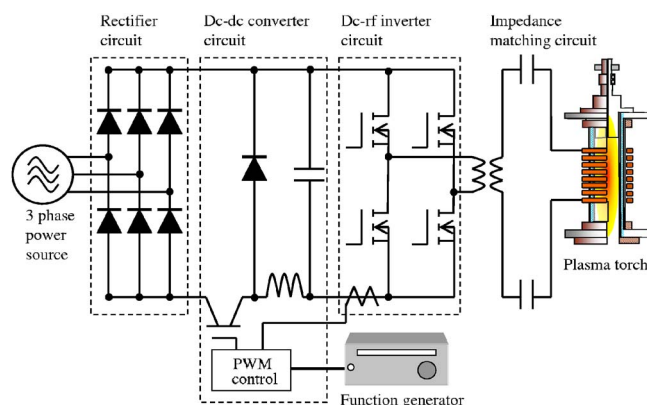 Rectifier
circuit
Dc-dc converter
circuit
Dc-rf inverter
circuit
Impedance
matching circuit
3 phase
power
source
Plasma torch
PWM
control
Function generator